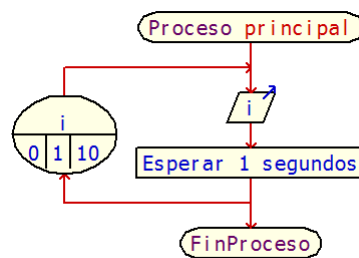 Proceso principal
i
i
0 1 10
Esperar 1 segundos
FinProceso